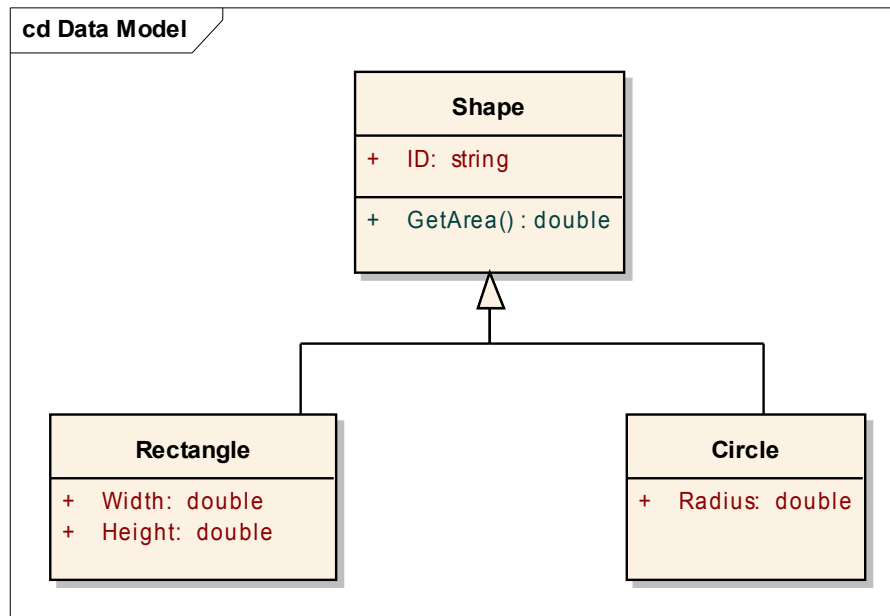 cd Data Model
Shape
+ ID: string
+ GetArea() : double
Rectangle
+ Width: double
+ Height: double
Circle
+ Radius: double